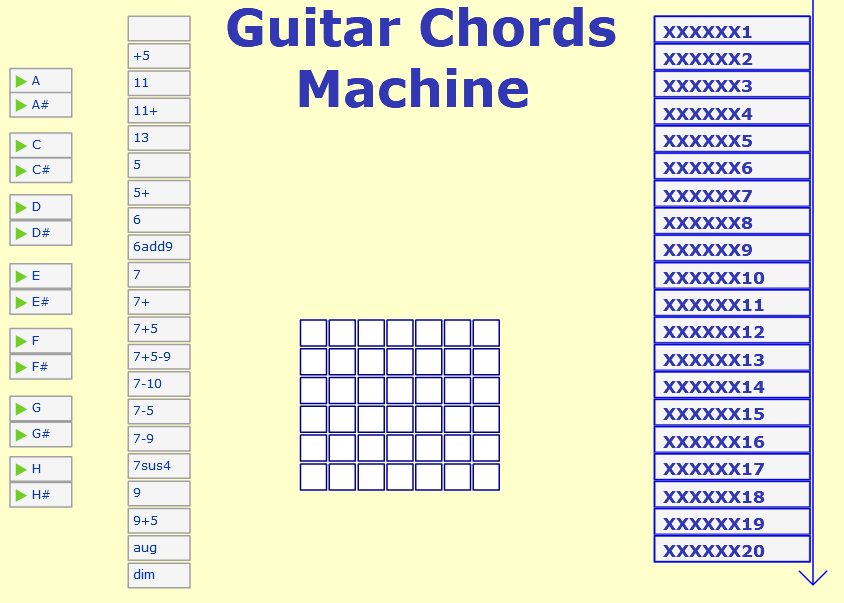 Guitar Chords
Machine
A
A#
C
C#
D
D#
E
E#
F
F#
G
G#
H
H#
+5
11
11+
13
5
5+
6
6add9
7
7+
7+5
7+5-9
7-10
7-5
7-9
7sus4
9
9+5
aug
dim
XXXXXX1
XXXXXX2
XXXXXX3
XXXXXX4
XXXXXX5
XXXXXX6
XXXXXX7
XXXXXX8
XXXXXX9
XXXXXX10
XXXXXX11
XXXXXX12
XXXXXX13
XXXXXX14
XXXXXX15
XXXXXX16
XXXXXX17
XXXXXX18
XXXXXX19
XXXXXX20